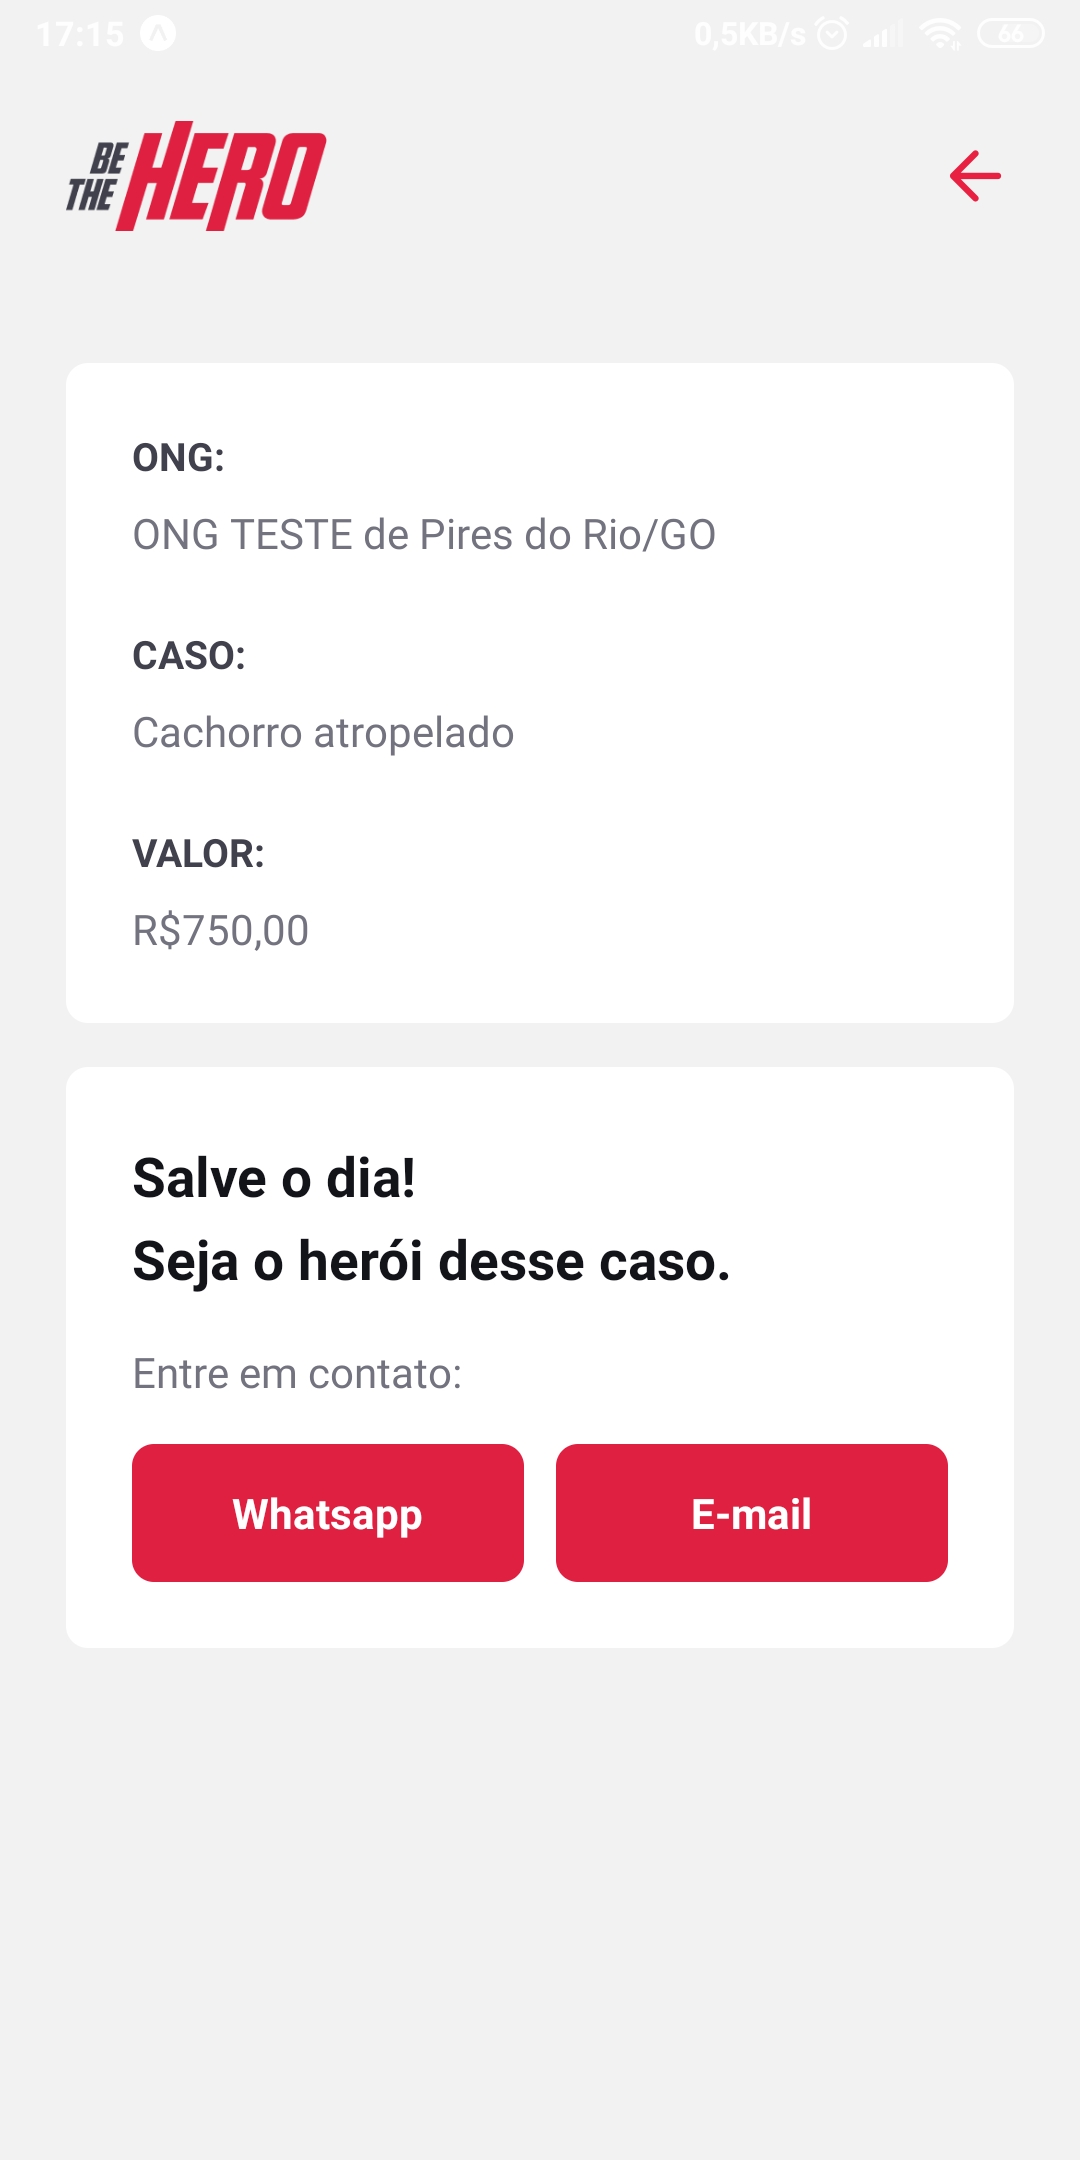 17:15
0,5KB/s
66
BE
THE
HERO
ONG:
ONG TESTE de Pires do Rio/GO
CASO:
Cachorro atropelado
VALOR:
R$750,00
Salve o dia!
Seja o herói desse caso.
Entre em contato:
Whatsapp
E-mail